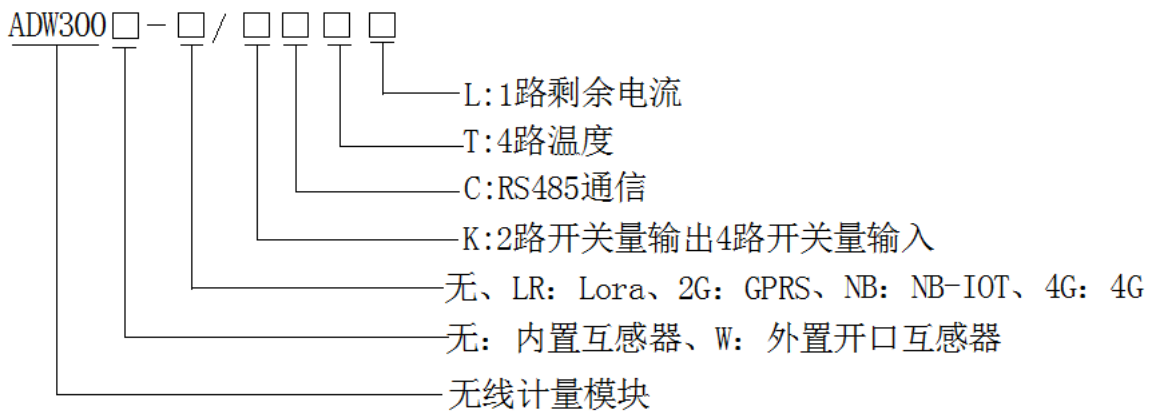 ADW300□-□/□□□□
L:1路剩余电流
T:4路温度
C:RS485通信
K:2路开关量输出4路开关量输入
无、LR：Lora、2G：GPRS、NB：NB-IOT、4G：4G
无：内置互感器、W：外置开口互感器
无线计量模块